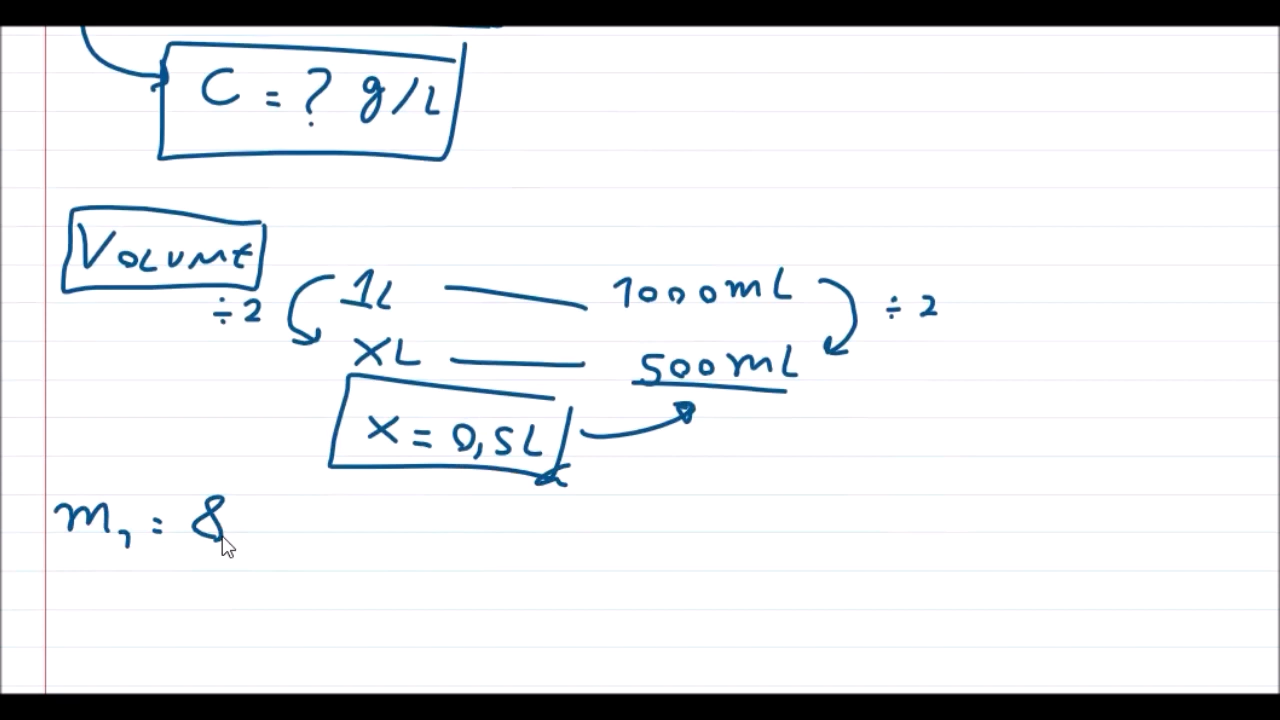 C = ? g/L
VOLUME
÷2 1L — 1000mL ÷2
XL — 500mL
X = 0,5L
m₁ = 8